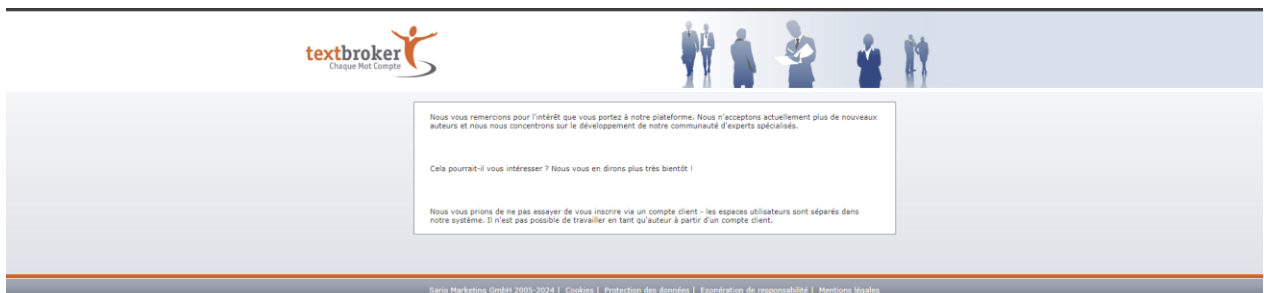 textbroker
Chaque Mot Compte
Nous vous remercions pour l'intérêt que vous portez à notre plateforme. Nous n'acceptons actuellement plus de nouveaux
auteurs et nous nous concentrons sur le développement de notre communauté d'experts spécialisés.
Cela pourrait-il vous intéresser ? Nous vous en dirons plus très bientôt !
Nous vous prions de ne pas essayer de vous inscrire via un compte client - les espaces utilisateurs sont séparés dans
notre système. Il n'est pas possible de travailler en tant qu'auteur à partir d'un compte client.
Sario Marketing GmbH 2005-2024 | Cookies | Protection des données | Exonération de responsabilité | Mentions légales